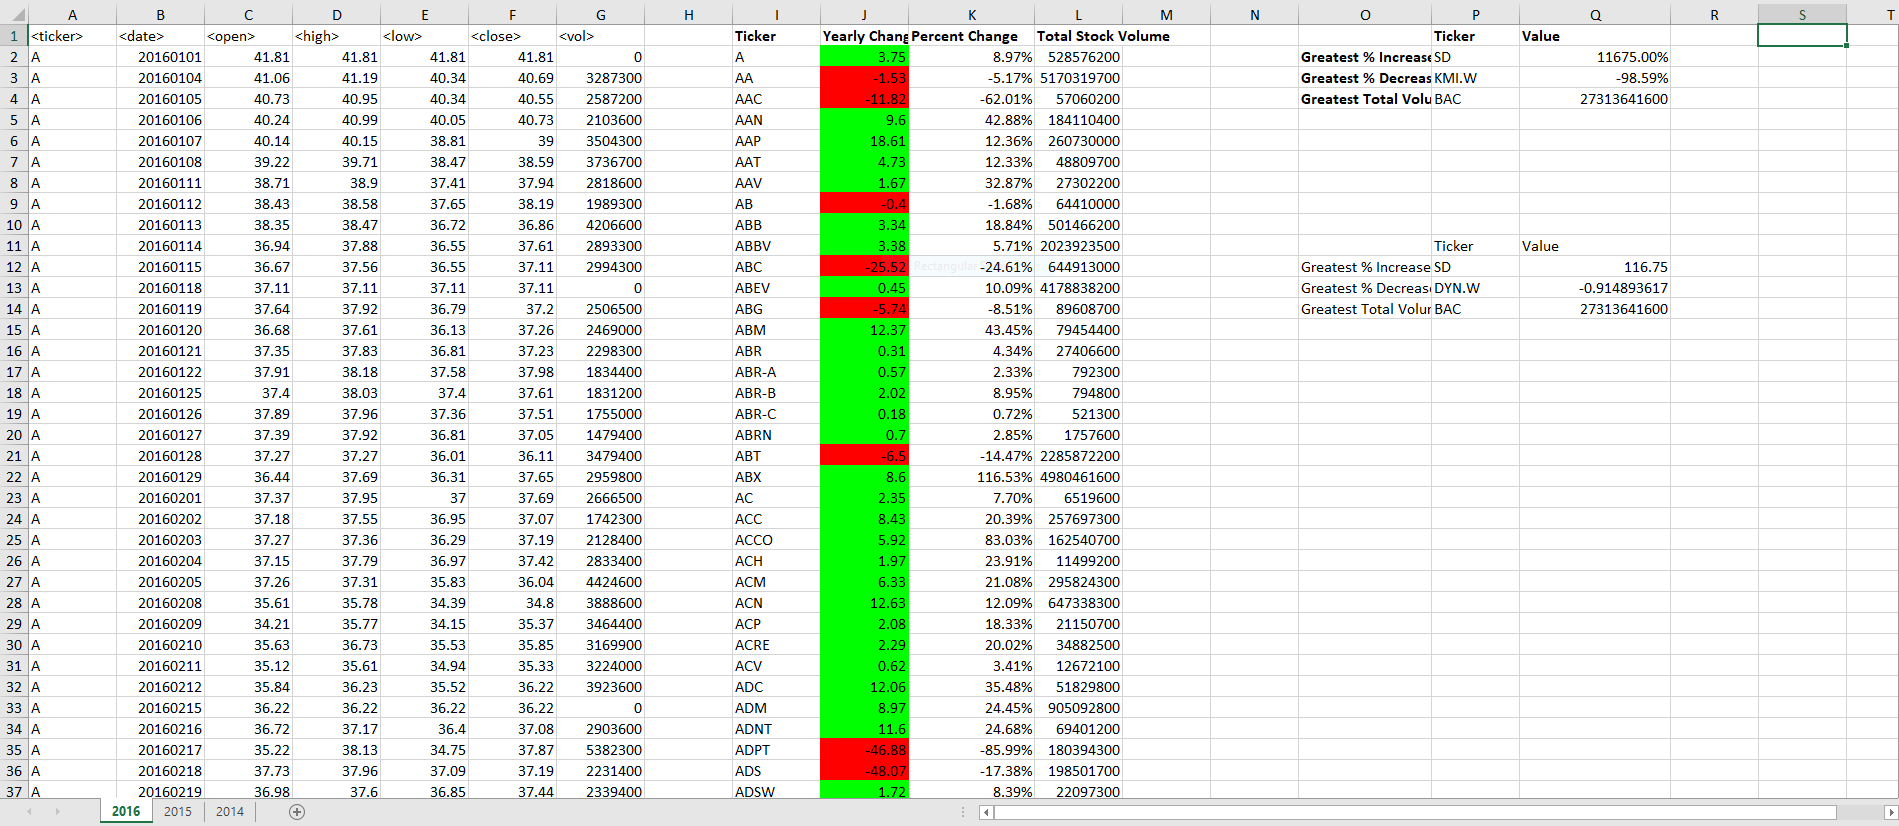 A B C D E F G H I J K L M N O P Q R S T
1 <ticker> <date> <open> <high> <low> <close> <vol> Ticker Yearly Chang Percent Change Total Stock Volume Ticker Value
2 A 20160101 41.81 41.81 41.81 41.81 0 A 3.75 8.97% 528576200 Greatest % Increase SD 11675.00%
3 A 20160104 41.06 41.19 40.34 40.69 3287300 AA -1.53 -5.17% 5170319700 Greatest % Decreas KMI.W -98.59%
4 A 20160105 40.73 40.95 40.34 40.55 2587200 AAC -11.82 -62.01% 57060200 Greatest Total Volu BAC 27313641600
5 A 20160106 40.24 40.99 40.05 40.73 2103600 AAN 9.6 42.88% 184110400
6 A 20160107 40.14 40.15 38.81 39 3504300 AAP 18.61 12.36% 260730000
7 A 20160108 39.22 39.71 38.47 38.59 3736700 AAT 4.73 12.33% 48809700
8 A 20160111 38.71 38.9 37.41 37.94 2818600 AAV 1.67 32.87% 27302200
9 A 20160112 38.43 38.58 37.65 38.19 1989300 AB -0.4 -1.68% 64410000
10 A 20160113 38.35 38.47 36.72 36.86 4206600 ABB 3.34 18.84% 501466200
11 A 20160114 36.94 37.88 36.55 37.61 2893300 ABBV 3.38 5.71% 2023923500 Ticker Value
12 A 20160115 36.67 37.56 36.55 37.11 2994300 ABC -25.52 Rectangular -24.61% 644913000 Greatest % Increase SD 116.75
13 A 20160118 37.11 37.11 37.11 37.11 0 ABEV 0.45 10.09% 4178838200 Greatest % Decreas DYN.W -0.914893617
14 A 20160119 37.64 37.92 36.79 37.2 2506500 ABG -5.74 -8.51% 89608700 Greatest Total Volur BAC 27313641600
15 A 20160120 36.68 37.61 36.13 37.26 2469000 ABM 12.37 43.45% 79454400
16 A 20160121 37.35 37.83 36.81 37.23 2298300 ABR 0.31 4.34% 27406600
17 A 20160122 37.91 38.18 37.58 37.98 1834400 ABR-A 0.57 2.33% 792300
18 A 20160125 37.4 38.03 37.4 37.61 1831200 ABR-B 2.02 8.95% 794800
19 A 20160126 37.89 37.96 37.36 37.51 1755000 ABR-C 0.18 0.72% 521300
20 A 20160127 37.39 37.92 36.81 37.05 1479400 ABRN 0.7 2.85% 1757600
21 A 20160128 37.27 37.27 36.01 36.11 3479400 ABT -6.5 -14.47% 2285872200
22 A 20160129 36.44 37.69 36.31 37.65 2959800 ABX 8.6 116.53% 4980461600
23 A 20160201 37.37 37.95 37 37.69 2666500 AC 2.35 7.70% 6519600
24 A 20160202 37.18 37.55 36.95 37.07 1742300 ACC 8.43 20.39% 257697300
25 A 20160203 37.27 37.36 36.29 37.19 2128400 ACCO 5.92 83.03% 162540700
26 A 20160204 37.15 37.79 36.97 37.42 2833400 ACH 1.97 23.91% 11499200
27 A 20160205 37.26 37.31 35.83 36.04 4424600 ACM 6.33 21.08% 295824300
28 A 20160208 35.61 35.78 34.39 34.8 3888600 ACN 12.63 12.09% 647338300
29 A 20160209 34.21 35.77 34.15 35.37 3464400 ACP 2.08 18.33% 21150700
30 A 20160210 35.63 36.73 35.53 35.85 3169900 ACRE 2.29 20.02% 34882500
31 A 20160211 35.12 35.61 34.94 35.33 3224000 ACV 0.62 3.41% 12672100
32 A 20160212 35.84 36.23 35.52 36.22 3923600 ADC 12.06 35.48% 51829800
33 A 20160215 36.22 36.22 36.22 36.22 0 ADM 8.97 24.45% 905092800
34 A 20160216 36.72 37.17 36.4 37.08 2903600 ADNT 11.6 24.68% 69401200
35 A 20160217 35.22 38.13 34.75 37.87 5382300 ADPT -46.88 -85.99% 180394300
36 A 20160218 37.73 37.96 37.09 37.19 2231400 ADS -48.07 -17.38% 198501700
37 A 20160219 36.98 37.6 36.85 37.44 2339400 ADSW 1.72 8.39% 22097300
2016 2015 2014